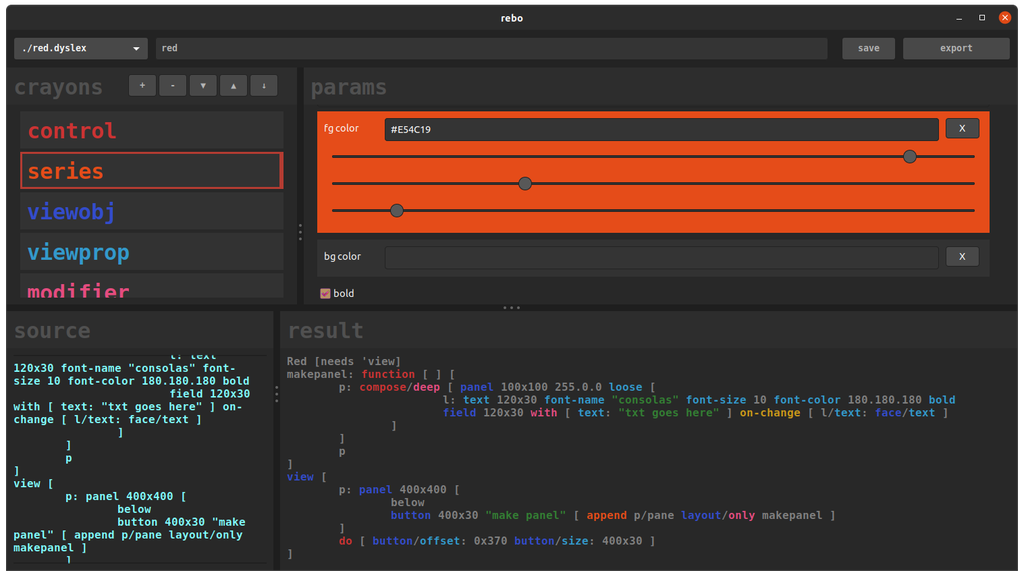 rebo
./red.dyslex
red
save
export
crayons
+
-
▼
▲
↓
params
control
series
viewobj
viewprop
modifier
fg color
#E54C19
X
bg color
X
bold
source
l: text
120x30 font-name "consolas" font-
size 10 font-color 180.180.180 bold
field 120x30
with [ text: "txt goes here" ] on-
change [ l/text: face/text ]
]
]
p
]
view [
p: panel 400x400 [
below
button 400x30 "make
panel" [ append p/pane layout/only
makepanel ]
]
result
Red [needs 'view]
makepanel: function [ ] [
p: compose/deep [ panel 100x100 255.0.0 loose [
l: text 120x30 font-name "consolas" font-size 10 font-color 180.180.180 bold
field 120x30 with [ text: "txt goes here" ] on-change [ l/text: face/text ]
]
]
p
]
view [
p: panel 400x400 [
below
button 400x30 "make panel" [ append p/pane layout/only makepanel ]
]
do [ button/offset: 0x370 button/size: 400x30 ]
]